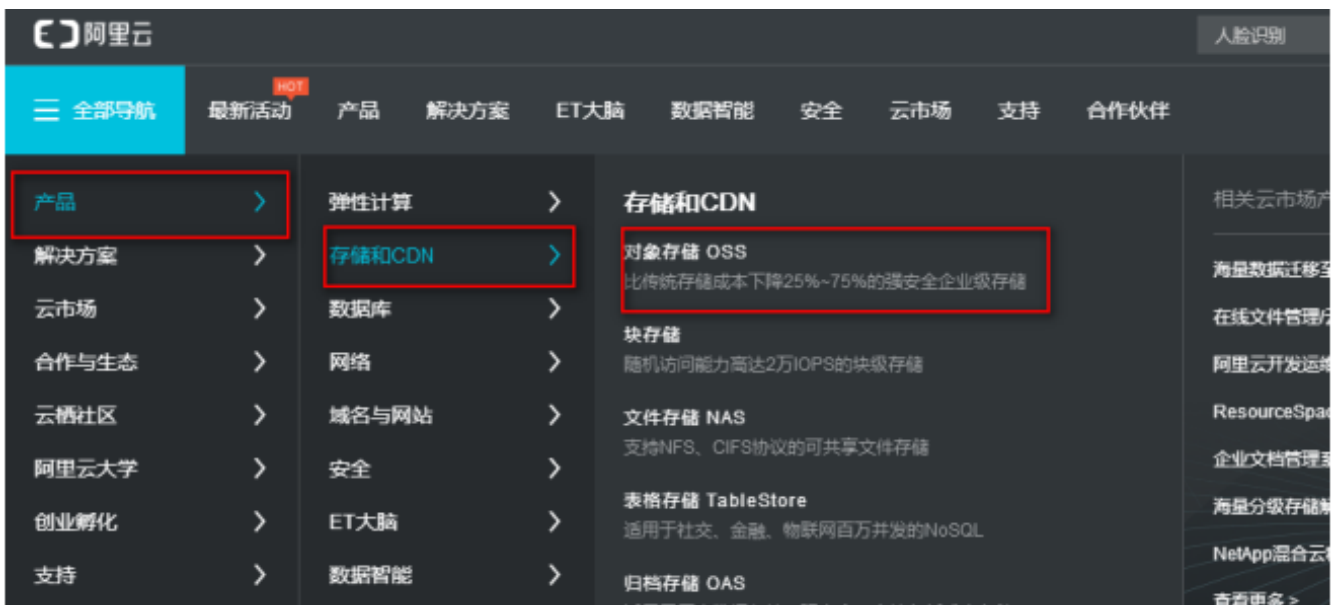 阿里云
人脸识别
全部导航
最新活动
HOT
产品
解决方案
ET大脑
数据智能
安全
云市场
支持
合作伙伴
产品
解决方案
云市场
合作与生态
云栖社区
阿里云大学
创业孵化
支持
弹性计算
存储和CDN
数据库
网络
域名与网站
安全
ET大脑
数据智能
存储和CDN
对象存储 OSS
比传统存储成本下降25%~75%的强安全企业级存储
块存储
随机访问能力高达2万IOPS的块级存储
文件存储 NAS
支持NFS、CIFS协议的可共享文件存储
表格存储 TableStore
适用于社交、金融、物联网百万并发的NoSQL
归档存储 OAS
相关云市场产
海量数据迁移至
在线文件管理/
阿里云开发运维
ResourceSpac
企业文档管理
海量分级存储解
NetApp混合云
查看更多 >